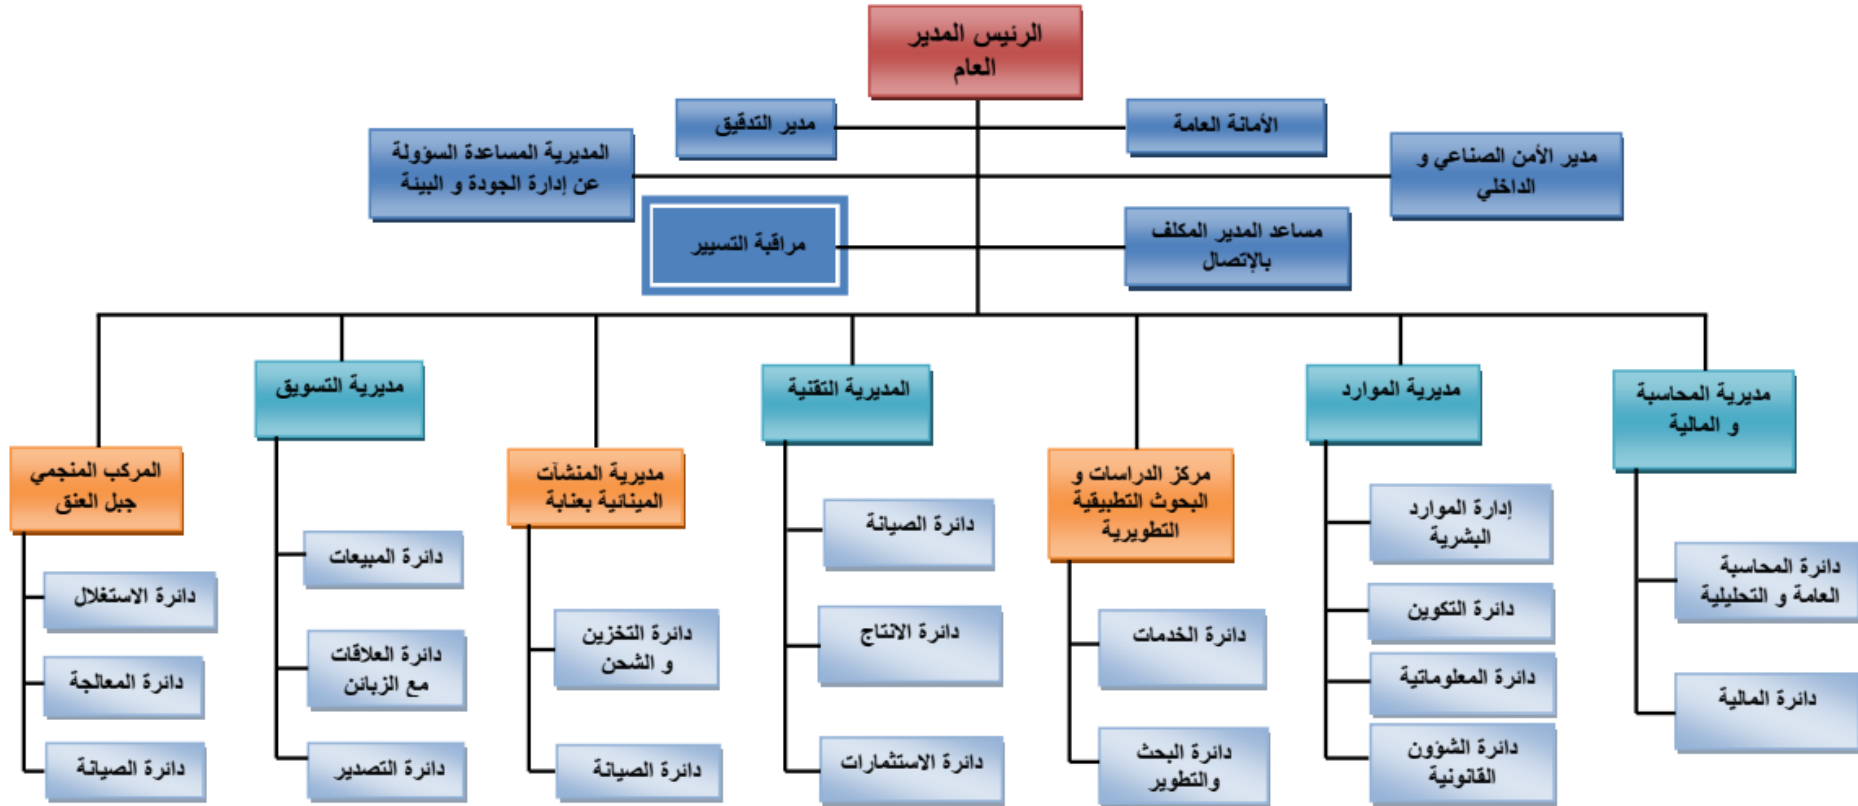 الرئيس المدير
العام
الأمانة العامة
مدير التدقيق
مدير الأمن الصناعي و
الداخلي
المديرية المساعدة السؤولة
عن إدارة الجودة و البيئة
مساعد المدير المكلف
بالإتصال
مراقبة التسيير
مديرية المحاسبة
و المالية
مديرية الموارد
مركز الدراسات و
البحوث التطبيقية
التطويرية
المديرية التقنية
مديرية المنشآت
المينائية بعنابة
مديرية التسويق
المركب المنجمي
جبل العنق
دائرة المحاسبة
العامة و التحليلية
دائرة المالية
إدارة الموارد
البشرية
دائرة التكوين
دائرة المعلوماتية
دائرة الشؤون
القانونية
دائرة الخدمات
دائرة البحث
والتطوير
دائرة الصيانة
دائرة الانتاج
دائرة الاستثمارات
دائرة التخزين
و الشحن
دائرة الصيانة
دائرة المبيعات
دائرة العلاقات
مع الزبائن
دائرة التصدير
دائرة الاستغلال
دائرة المعالجة
دائرة الصيانة